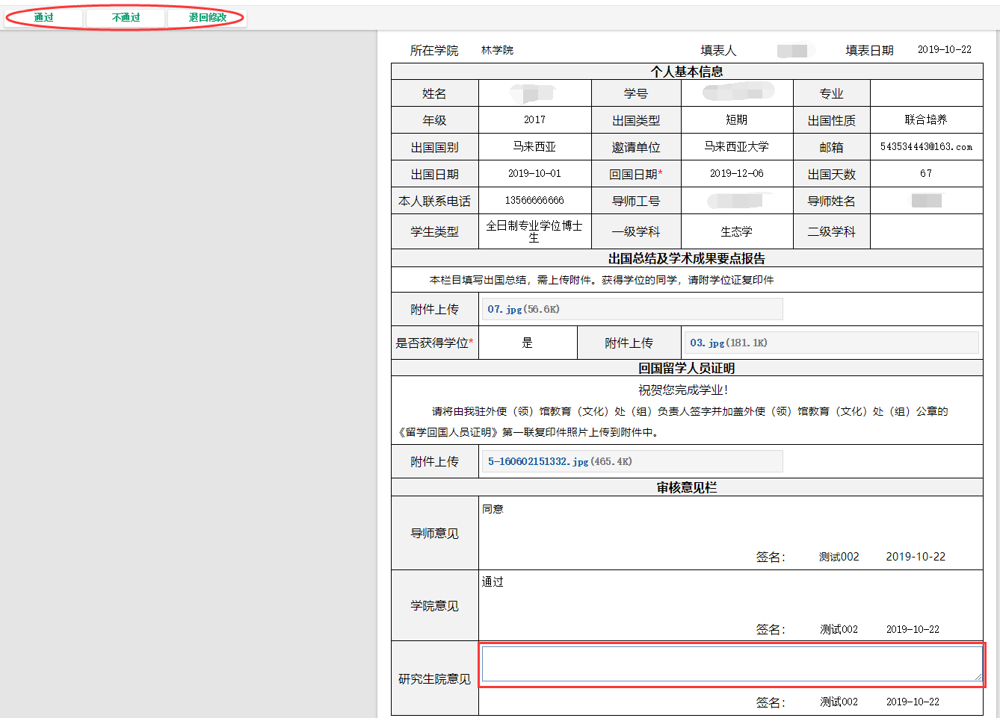 通过 不通过 退回修改
所在学院 林学院 填表人 填表日期 2019-10-22
个人基本信息
姓名 学号 专业
年级 2017 出国类型 短期 出国性质 联合培养
出国国别 马来西亚 邀请单位 马来西亚大学 邮箱 543534443@163.com
出国日期 2019-10-01 回国日期* 2019-12-06 出国天数 67
本人联系电话 13566666666 导师工号 导师姓名
学生类型 全日制专业学位博士生 一级学科 生态学 二级学科
出国总结及学术成果要点报告
本栏目填写出国总结，需上传附件。获得学位的同学，请附学位证复印件
附件上传 07.jpg(56.6K)
是否获得学位* 是 附件上传 03.jpg(181.1K)
回国留学人员证明
祝贺您完成学业！
请将由我驻外使（领）馆教育（文化）处（组）负责人签字并加盖外使（领）馆教育（文化）处（组）公章的
《留学回国人员证明》第一联复印件照片上传到附件中。
附件上传 5-160602151332.jpg(465.4K)
审核意见栏
同意
导师意见
签名： 测试002 2019-10-22
通过
学院意见
签名： 测试002 2019-10-22
研究生院意见
签名： 测试002 2019-10-22